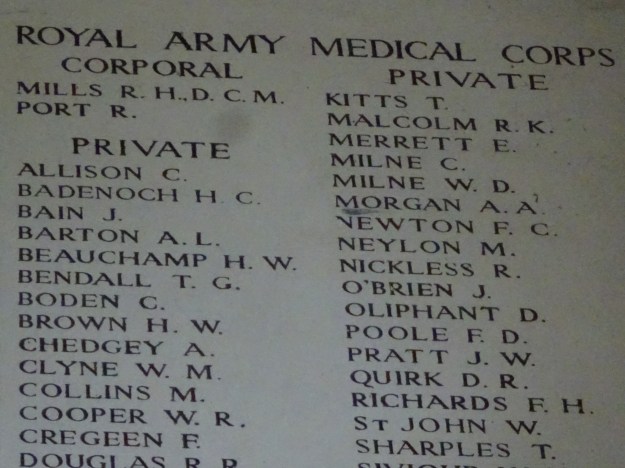 ROYAL ARMY MEDICAL CORPS
CORPORAL
MILLS R. H., D. C. M.
PORT R.
PRIVATE
ALLISON C.
BADENOCH H. C.
BAIN J.
BARTON A. L.
BEAUCHAMP H. W.
BENDALL T. G.
BODEN C.
BROWN H. W.
CHEDGEY A.
CLYNE W. M
COLLINS M.
COOPER W. R.
CREGEEN F.
DOUGLAS R. R.
PRIVATE
KITTS T.
MALCOLM R. K.
MERRETT E.
MILNE C.
MILNE W. D.
MORGAN A. A.
NEWTON F. C.
NEYLON M.
NICKLESS R.
O'BRIEN J.
OLIPHANT D.
POOLE F. D.
PRATT J. W.
QUIRK D. R.
RICHARDS F. H.
ST JOHN W.
SHARPLES T.